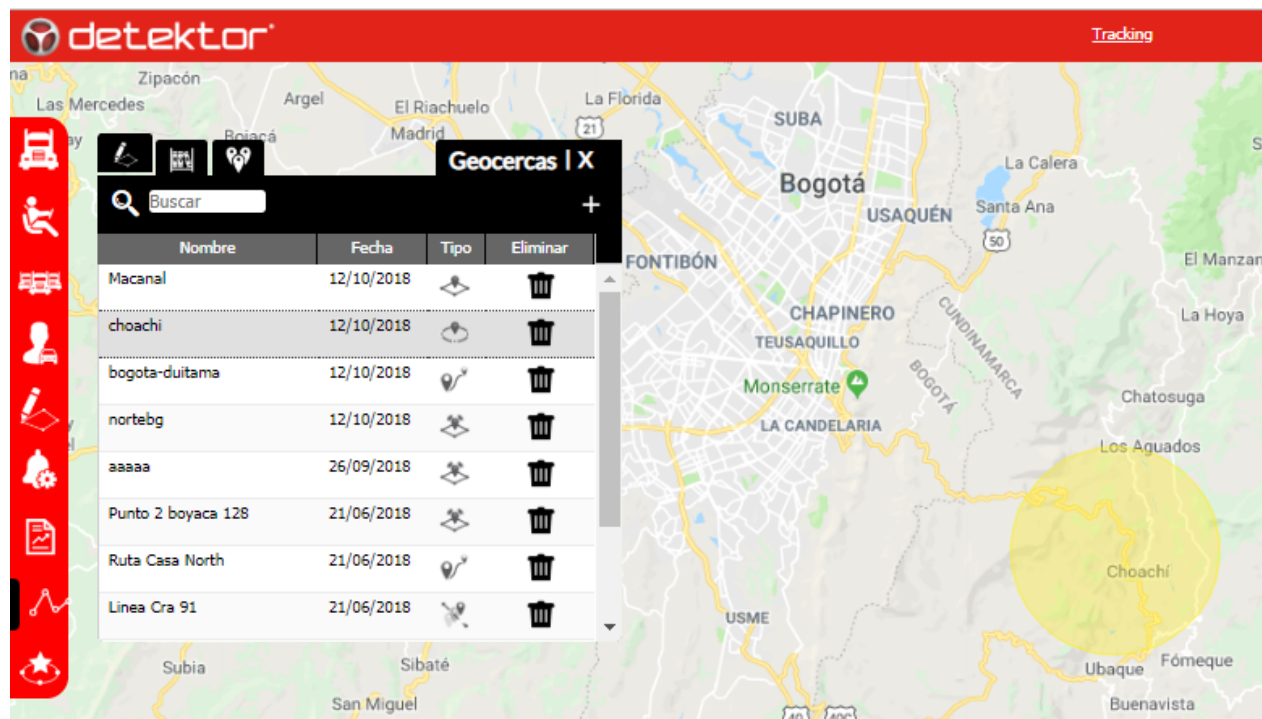 detektor
Tracking
Zipacón
Las Mercedes
Argel
El Riachuelo
La Florida
21
Madrid
Bojacá
SUBA
La Calera
Bogotá
USAQUÉN
Santa Ana
50
El Manzan
FONTIBÓN
CHAPINERO
TEUSAQUILLO
CUNDINAMARCA
BOGOTÁ
La Hoya
Monserrate
LA CANDELARIA
Chatosuga
Los Aguados
Choachí
USME
Ubaque
Fómeque
Buenavista
Subia
Sibaté
San Miguel
40
40C
Geocercas | X
Buscar
+
Nombre Fecha Tipo Eliminar
Macanal 12/10/2018
choachi 12/10/2018
bogota-duitama 12/10/2018
nortebg 12/10/2018
aaaaa 26/09/2018
Punto 2 boyaca 128 21/06/2018
Ruta Casa North 21/06/2018
Linea Cra 91 21/06/2018